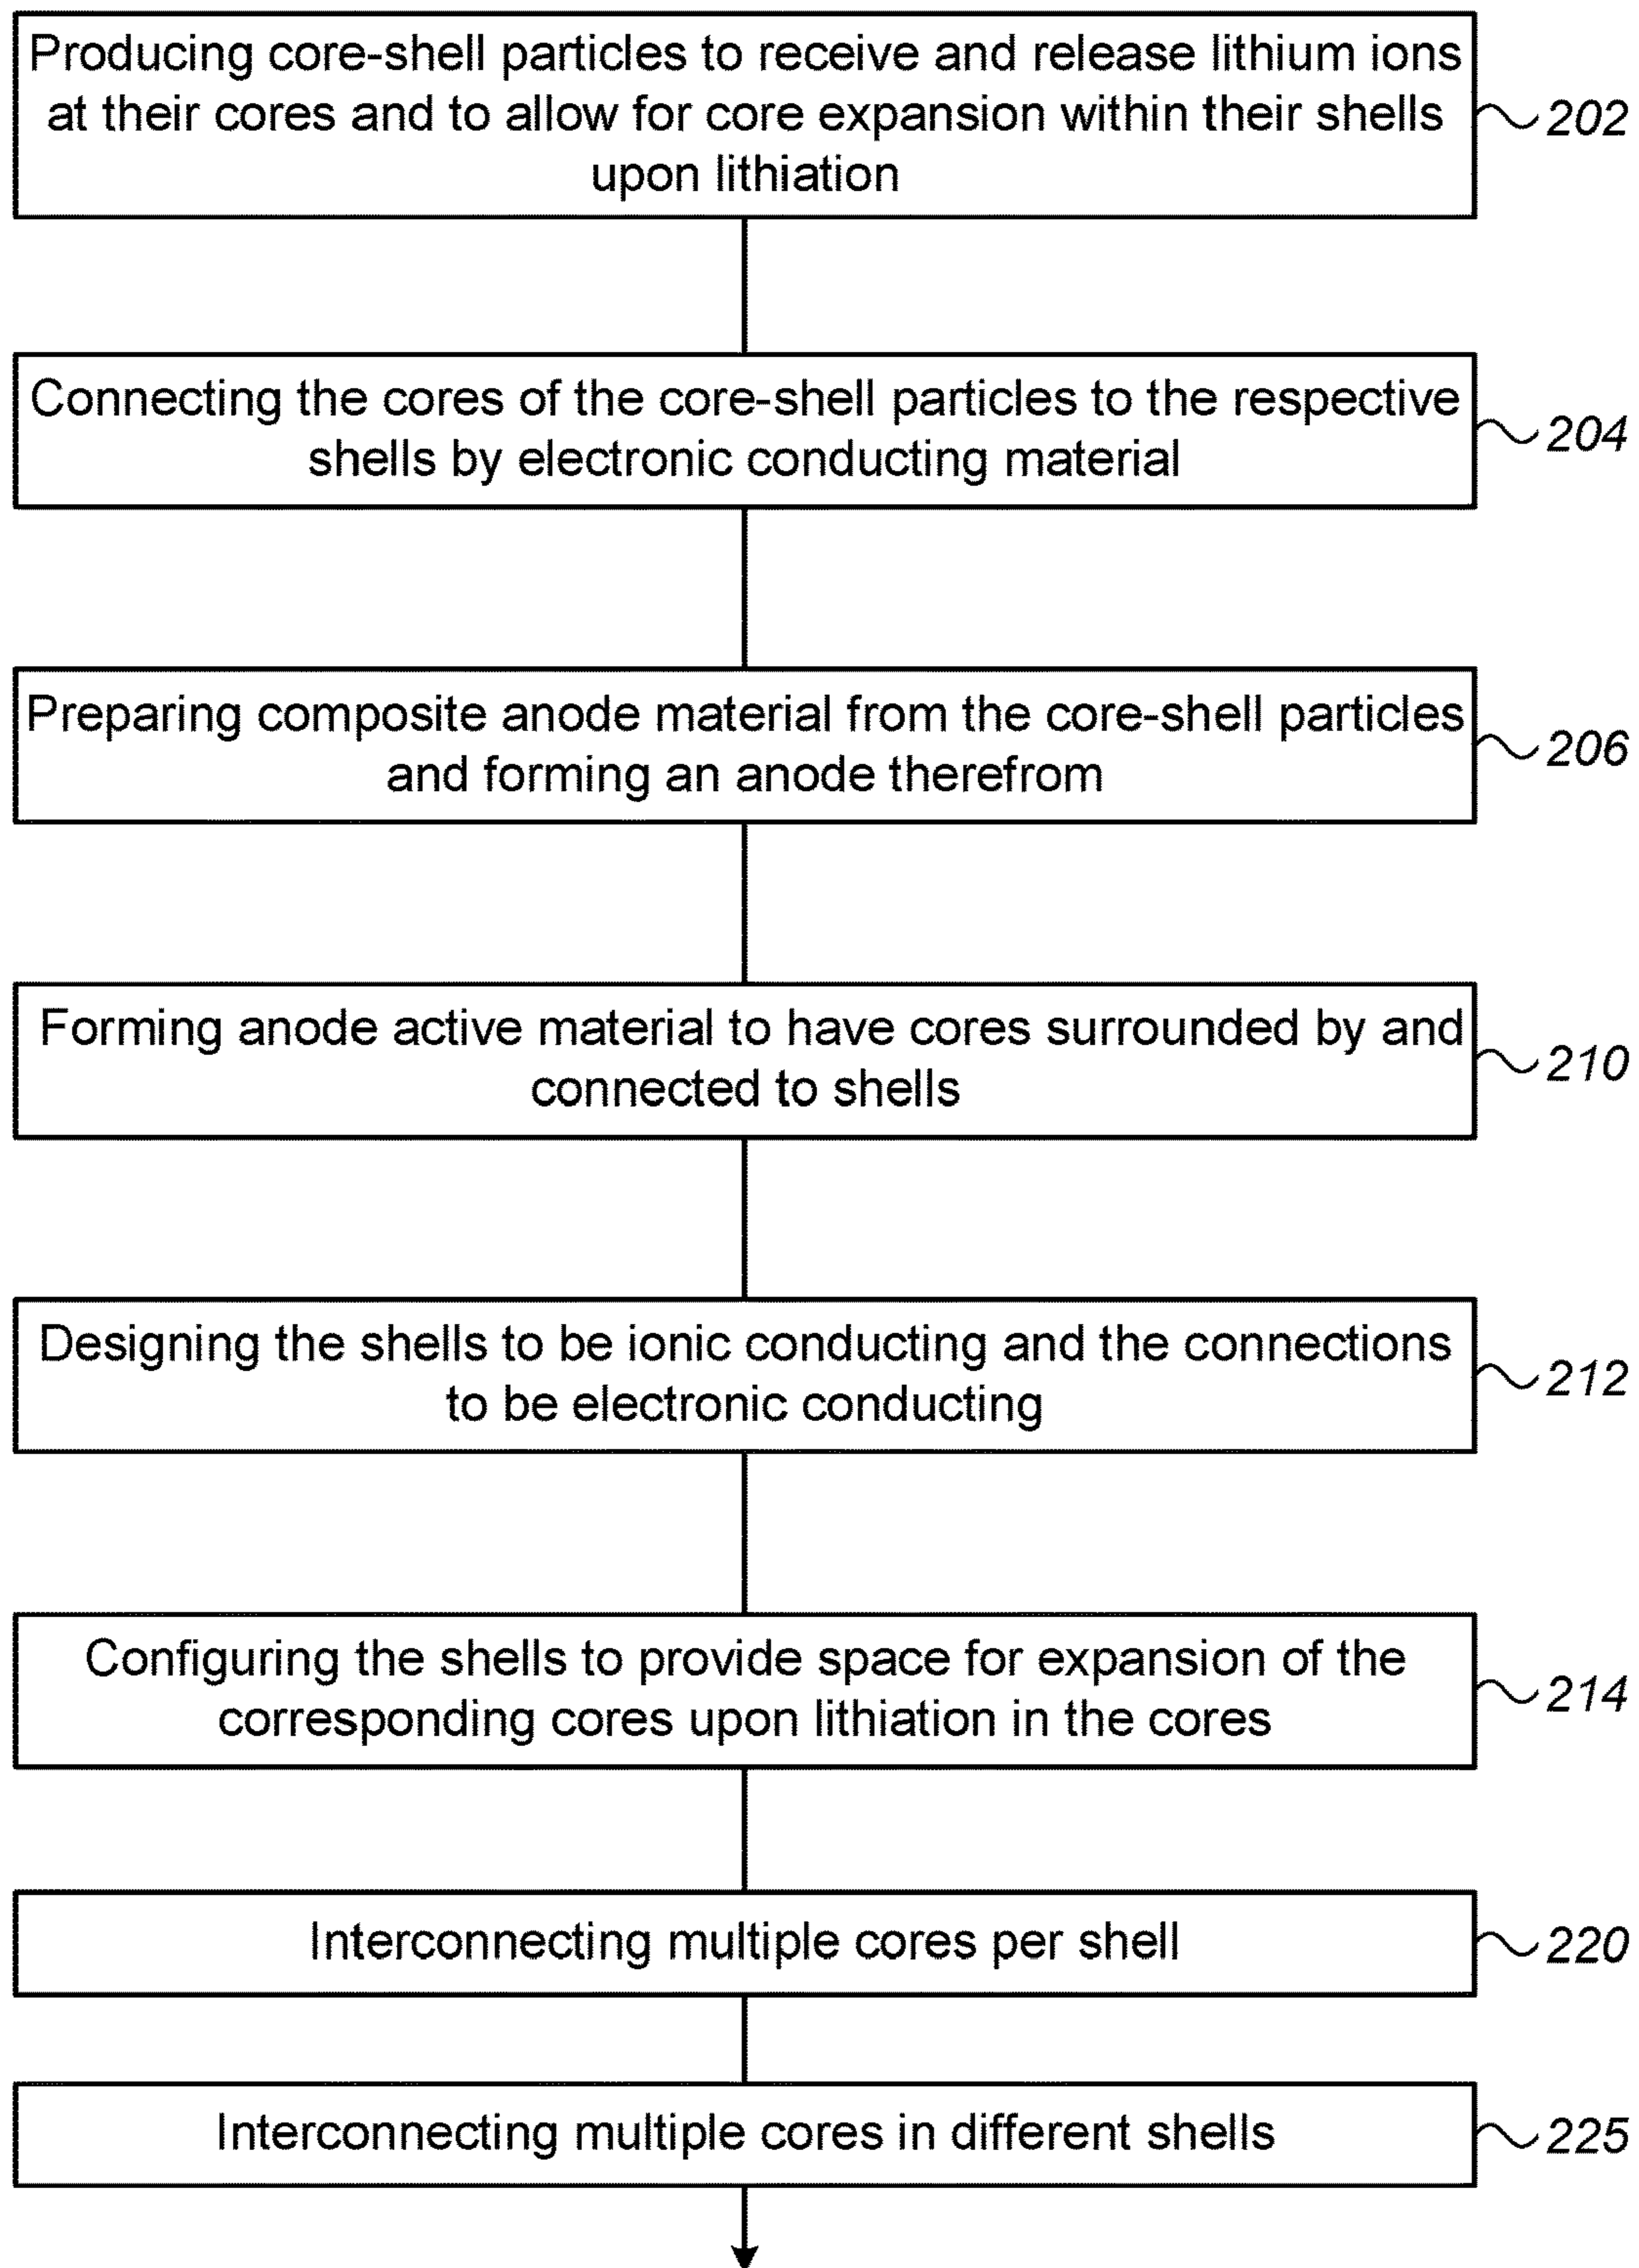 Producing core-shell particles to receive and release lithium ions
at their cores and to allow for core expansion within their shells
upon lithiation
202
Connecting the cores of the core-shell particles to the respective
shells by electronic conducting material
204
Preparing composite anode material from the core-shell particles
and forming an anode therefrom
206
Forming anode active material to have cores surrounded by and
connected to shells
210
Designing the shells to be ionic conducting and the connections
to be electronic conducting
212
Configuring the shells to provide space for expansion of the
corresponding cores upon lithiation in the cores
214
Interconnecting multiple cores per shell
220
Interconnecting multiple cores in different shells
225